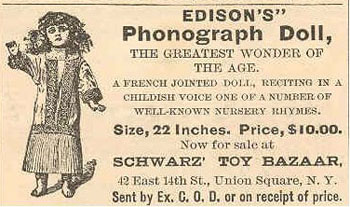 EDISON'S"
Phonograph Doll,
THE GREATEST WONDER OF
THE AGE.
A FRENCH JOINTED DOLL, RECITING IN A
CHILDISH VOICE ONE OF A NUMBER OF
WELL-KNOWN NURSERY RHYMES.
Size, 22 Inches. Price, $10.00.
Now for sale at
SCHWARZ' TOY BAZAAR,
42 East 14th St., Union Square, N. Y.
Sent by Ex. C. O. D. or on receipt of price.